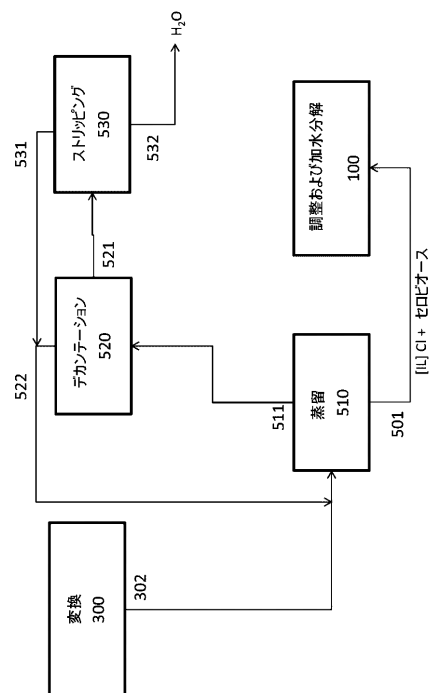 変換
300
302
522
531
デカンテーション
520
521
ストリッピング
530
532
H₂O
511
蒸留
510
501
[IL] Cl + セロビオース
調整および加水分解
100